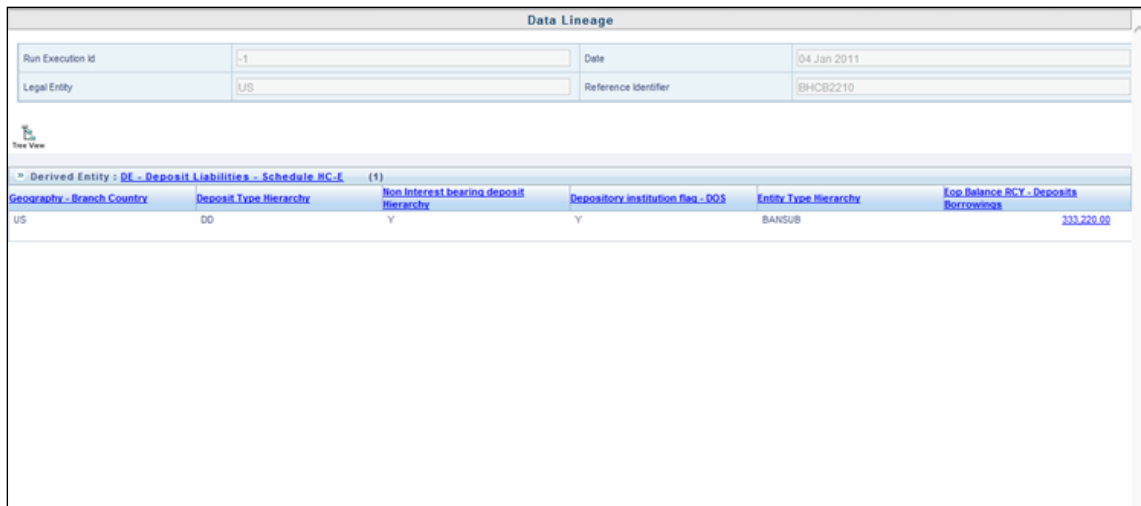 Data Lineage
Run Execution Id -1 Date 04 Jan 2011
Legal Entity US Reference Identifier BHCB2210
Tree View
» Derived Entity : DE - Deposit Liabilities - Schedule HC-E (1)
Geography - Branch Country Deposit Type Hierarchy Non Interest bearing deposit Hierarchy Depository institution flag - DOS Entity Type Hierarchy Eop Balance RCY - Deposits Borrowings
US DD Y Y BANSUB 333,220.00